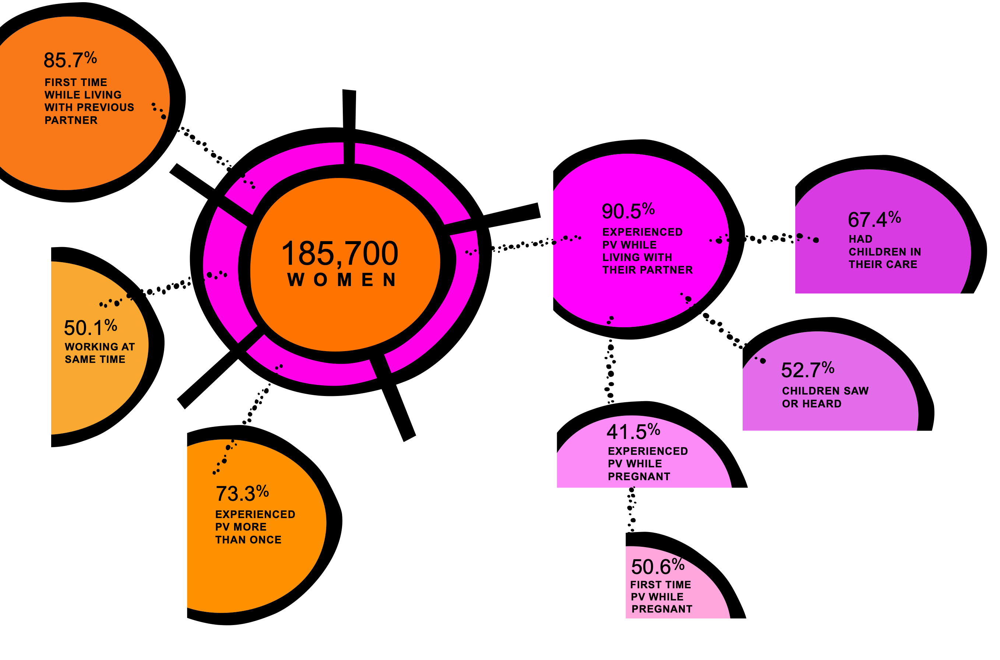 85.7%
FIRST TIME
WHILE LIVING
WITH PREVIOUS
PARTNER
185,700
WOMEN
90.5%
EXPERIENCED
PV WHILE
LIVING WITH
THEIR PARTNER
67.4%
HAD
CHILDREN IN
THEIR CARE
50.1%
WORKING AT
SAME TIME
52.7%
CHILDREN SAW
OR HEARD
41.5%
EXPERIENCED
PV WHILE
PREGNANT
73.3%
EXPERIENCED
PV MORE
THAN ONCE
50.6%
FIRST TIME
PV WHILE
PREGNANT